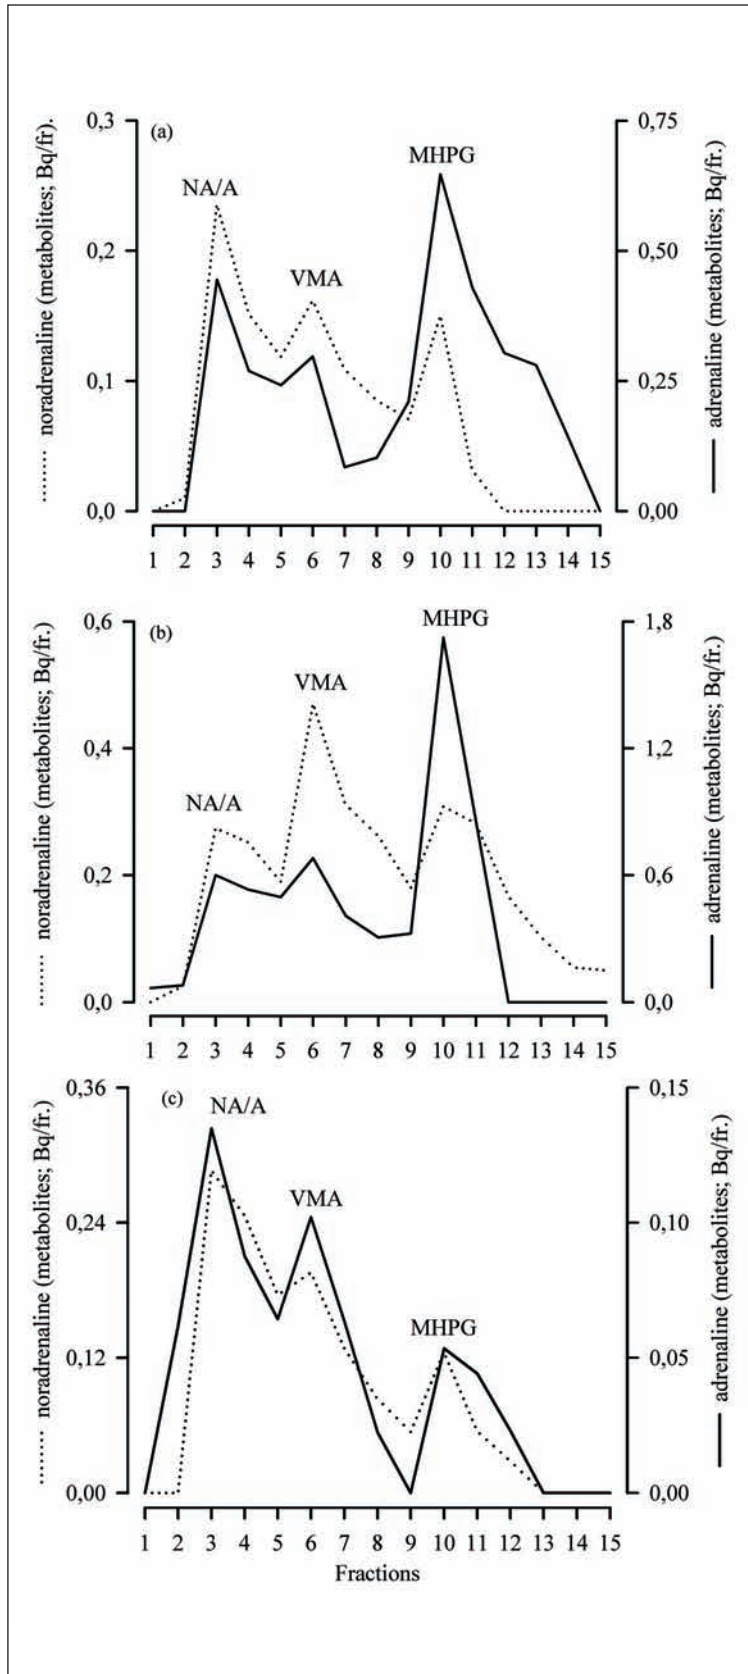 (a)
noradrenaline (metabolites; Bq/fr).
adrenaline (metabolites; Bq/fr.)
0,3
0,2
0,1
0,0
0,75
0,50
0,25
0,00
NA/A
VMA
MHPG
1 2 3 4 5 6 7 8 9 10 11 12 13 14 15
(b)
noradrenaline (metabolites; Bq/fr.)
adrenaline (metabolites; Bq/fr.)
0,6
0,4
0,2
0,0
1,8
1,2
0,6
0,0
NA/A
VMA
MHPG
1 2 3 4 5 6 7 8 9 10 11 12 13 14 15
(c)
noradrenaline (metabolites; Bq/fr.)
adrenaline (metabolites; Bq/fr.)
0,36
0,24
0,12
0,00
0,15
0,10
0,05
0,00
NA/A
VMA
MHPG
1 2 3 4 5 6 7 8 9 10 11 12 13 14 15
Fractions